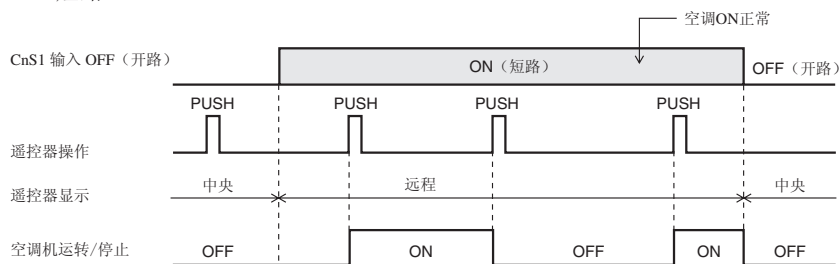 空调ON正常
CnS1 输入 OFF（开路）
ON（短路）
OFF（开路）
PUSH PUSH PUSH PUSH
遥控器操作
遥控器显示 中央 远程 中央
空调机运转/停止 OFF ON OFF ON OFF